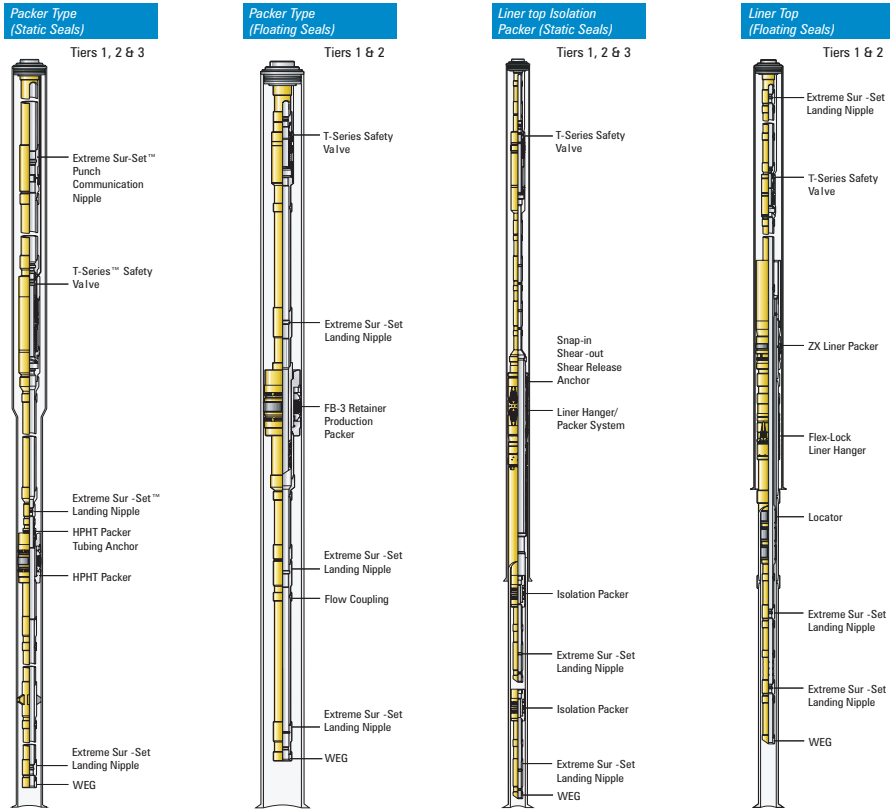 Packer Type
(Static Seals)
Tiers 1, 2 & 3
Extreme Sur-Set™
Punch
Communication
Nipple
T-Series™ Safety
Valve
Extreme Sur -Set™
Landing Nipple
HPHT Packer
Tubing Anchor
HPHT Packer
Extreme Sur -Set
Landing Nipple
WEG
Packer Type
(Floating Seals)
Tiers 1 & 2
T-Series Safety
Valve
Extreme Sur -Set
Landing Nipple
FB-3 Retainer
Production
Packer
Extreme Sur -Set
Landing Nipple
Flow Coupling
Extreme Sur -Set
Landing Nipple
WEG
Liner top Isolation
Packer (Static Seals)
Tiers 1, 2 & 3
T-Series Safety
Valve
Snap-in
Shear -out
Shear Release
Anchor
Liner Hanger/
Packer System
Isolation Packer
Extreme Sur -Set
Landing Nipple
Isolation Packer
Extreme Sur -Set
Landing Nipple
WEG
Liner Top
(Floating Seals)
Tiers 1 & 2
Extreme Sur -Set
Landing Nipple
T-Series Safety
Valve
ZX Liner Packer
Flex-Lock
Liner Hanger
Locator
Extreme Sur -Set
Landing Nipple
Extreme Sur -Set
Landing Nipple
WEG